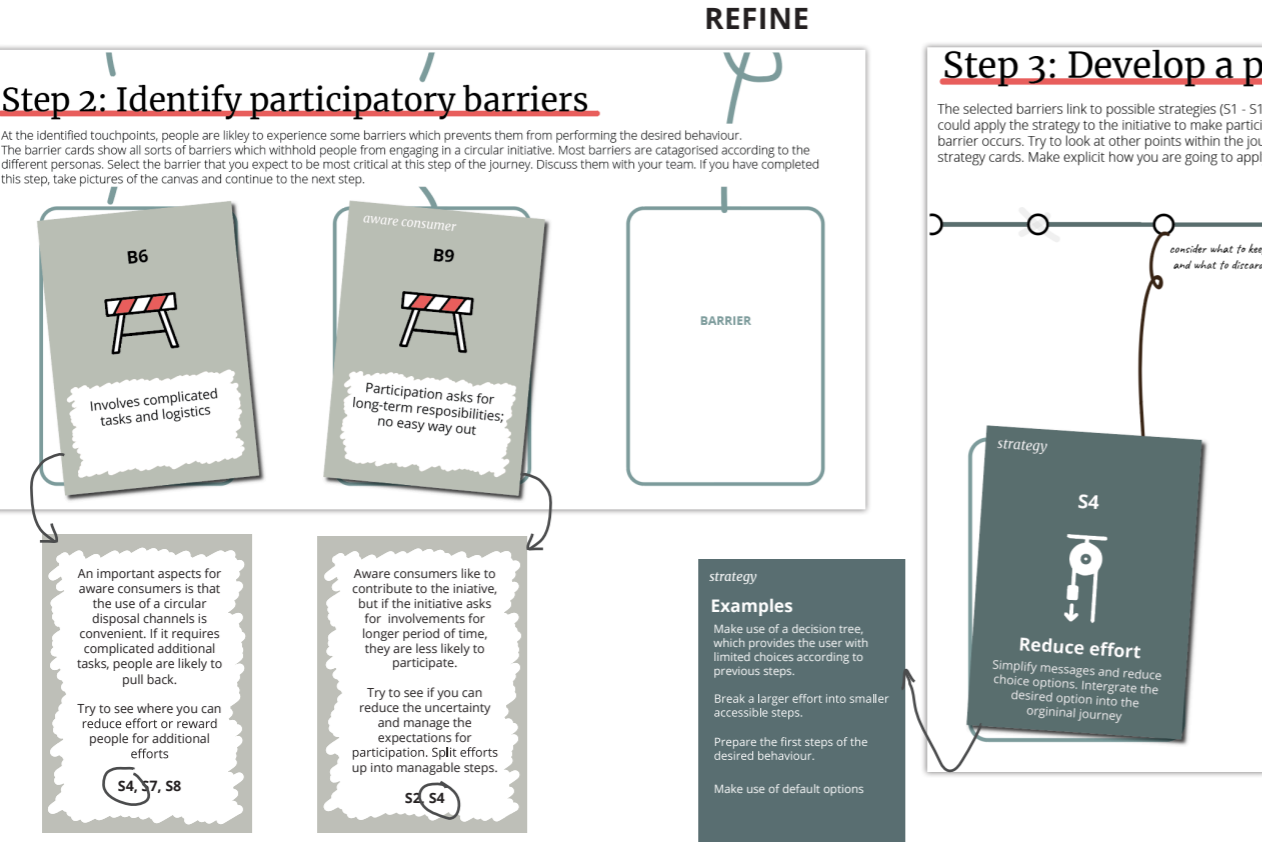 REFINE
Step 2: Identify participatory barriers
At the identified touchpoints, people are likley to experience some barriers which prevents them from performing the desired behaviour.
The barrier cards show all sorts of barriers which withhold people from engaging in a circular initiative. Most barriers are catagorised according to the
different personas. Select the barrier that you expect to be most critical at this step of the journey. Discuss them with your team. If you have completed
this step, take pictures of the canvas and continue to the next step.
B6
Involves complicated
tasks and logistics
aware consumer
B9
Participation asks for
long-term resposibilities;
no easy way out
BARRIER
An important aspects for
aware consumers is that
the use of a circular
disposal channels is
convenient. If it requires
complicated additional
tasks, people are likely to
pull back.
Try to see where you can
reduce effort or reward
people for additional
efforts
S4, S7, S8
Aware consumers like to
contribute to the iniative,
but if the initiative asks
for involvements for
longer period of time,
they are less likely to
participate.
Try to see if you can
reduce the uncertainty
and manage the
expectations for
participation. Split efforts
up into managable steps.
S2, S4
strategy
Examples
Make use of a decision tree,
which provides the user with
limited choices according to
previous steps.
Break a larger effort into smaller
accessible steps.
Prepare the first steps of the
desired behaviour.
Make use of default options
Step 3: Develop a p
The selected barriers link to possible strategies (S1 - S1
could apply the strategy to the initiative to make partici
barrier occurs. Try to look at other points within the jou
strategy cards. Make explicit how you are going to appl
consider what to kee
and what to discard
strategy
S4
Reduce effort
Simplify messages and reduce
choice options. Intergrate the
desired option into the
orgininal journey